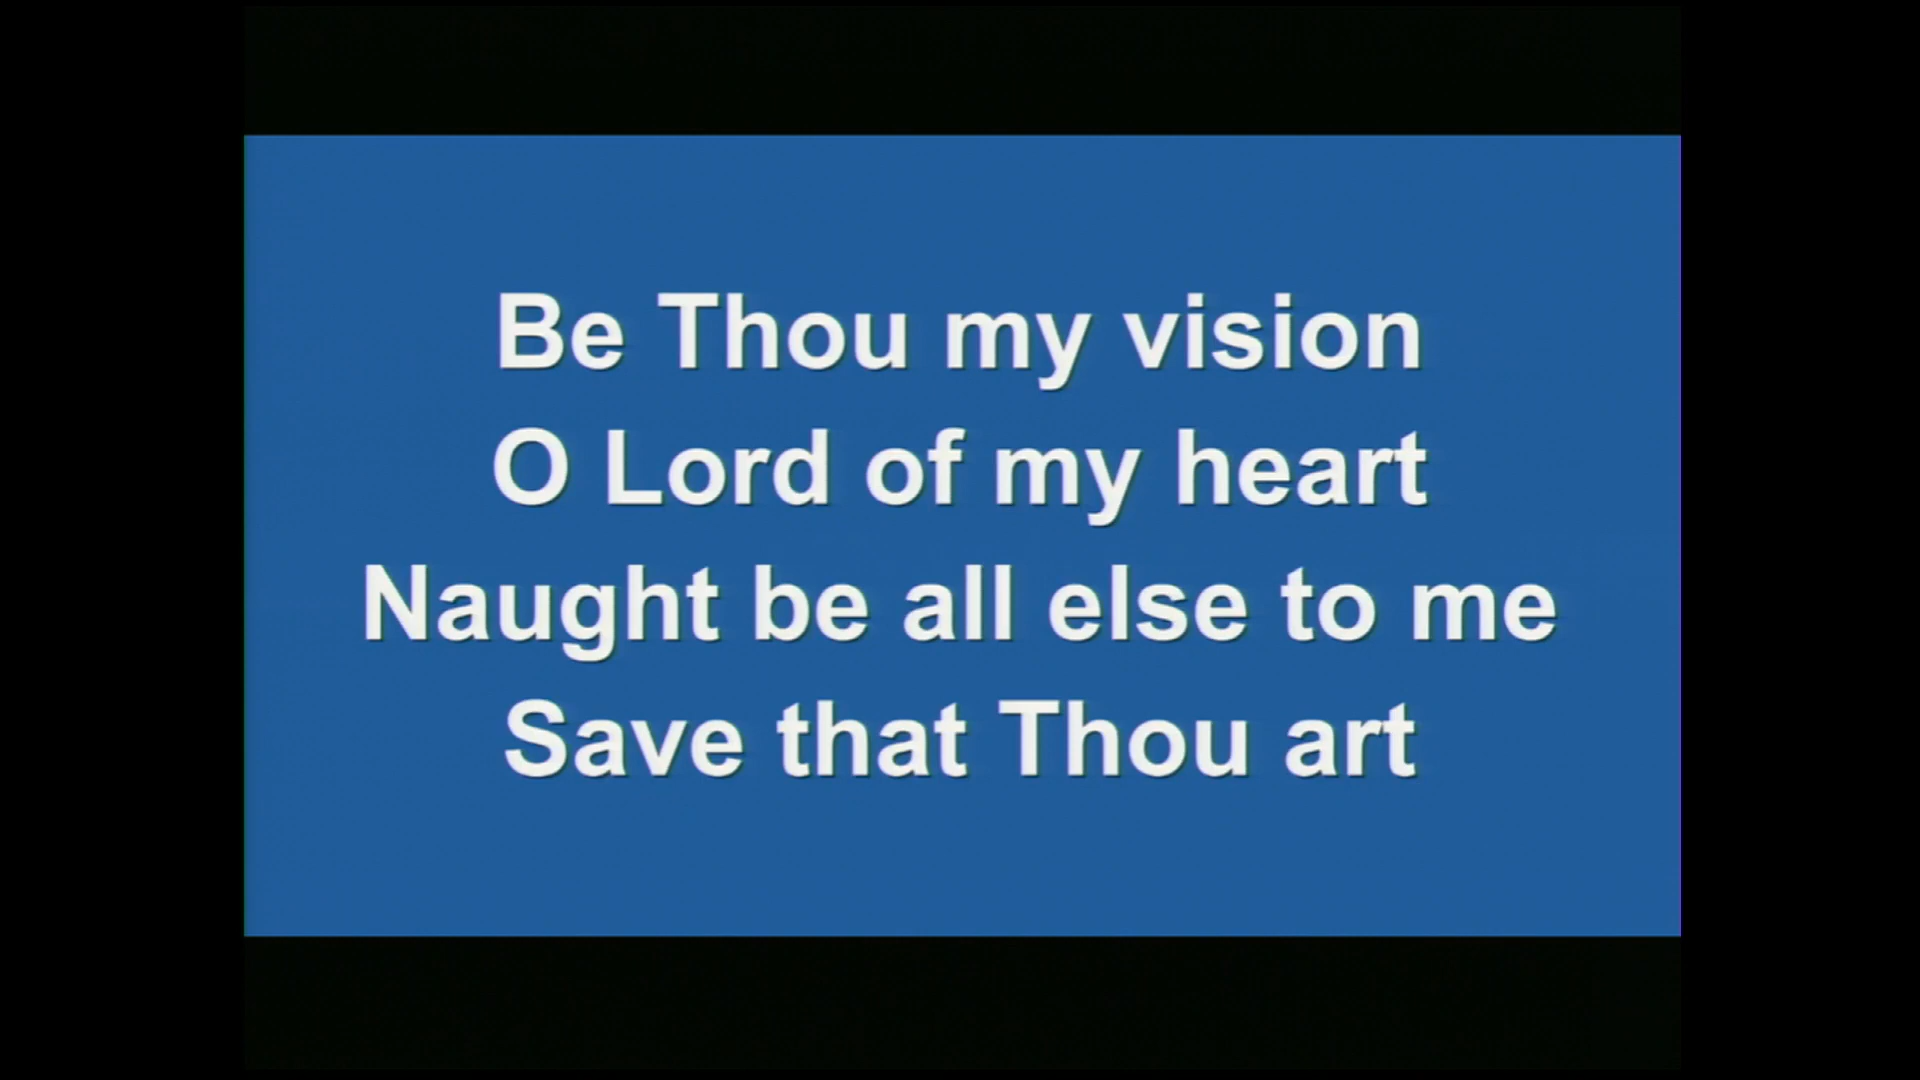 Be Thou my vision
O Lord of my heart
Naught be all else to me
Save that Thou art